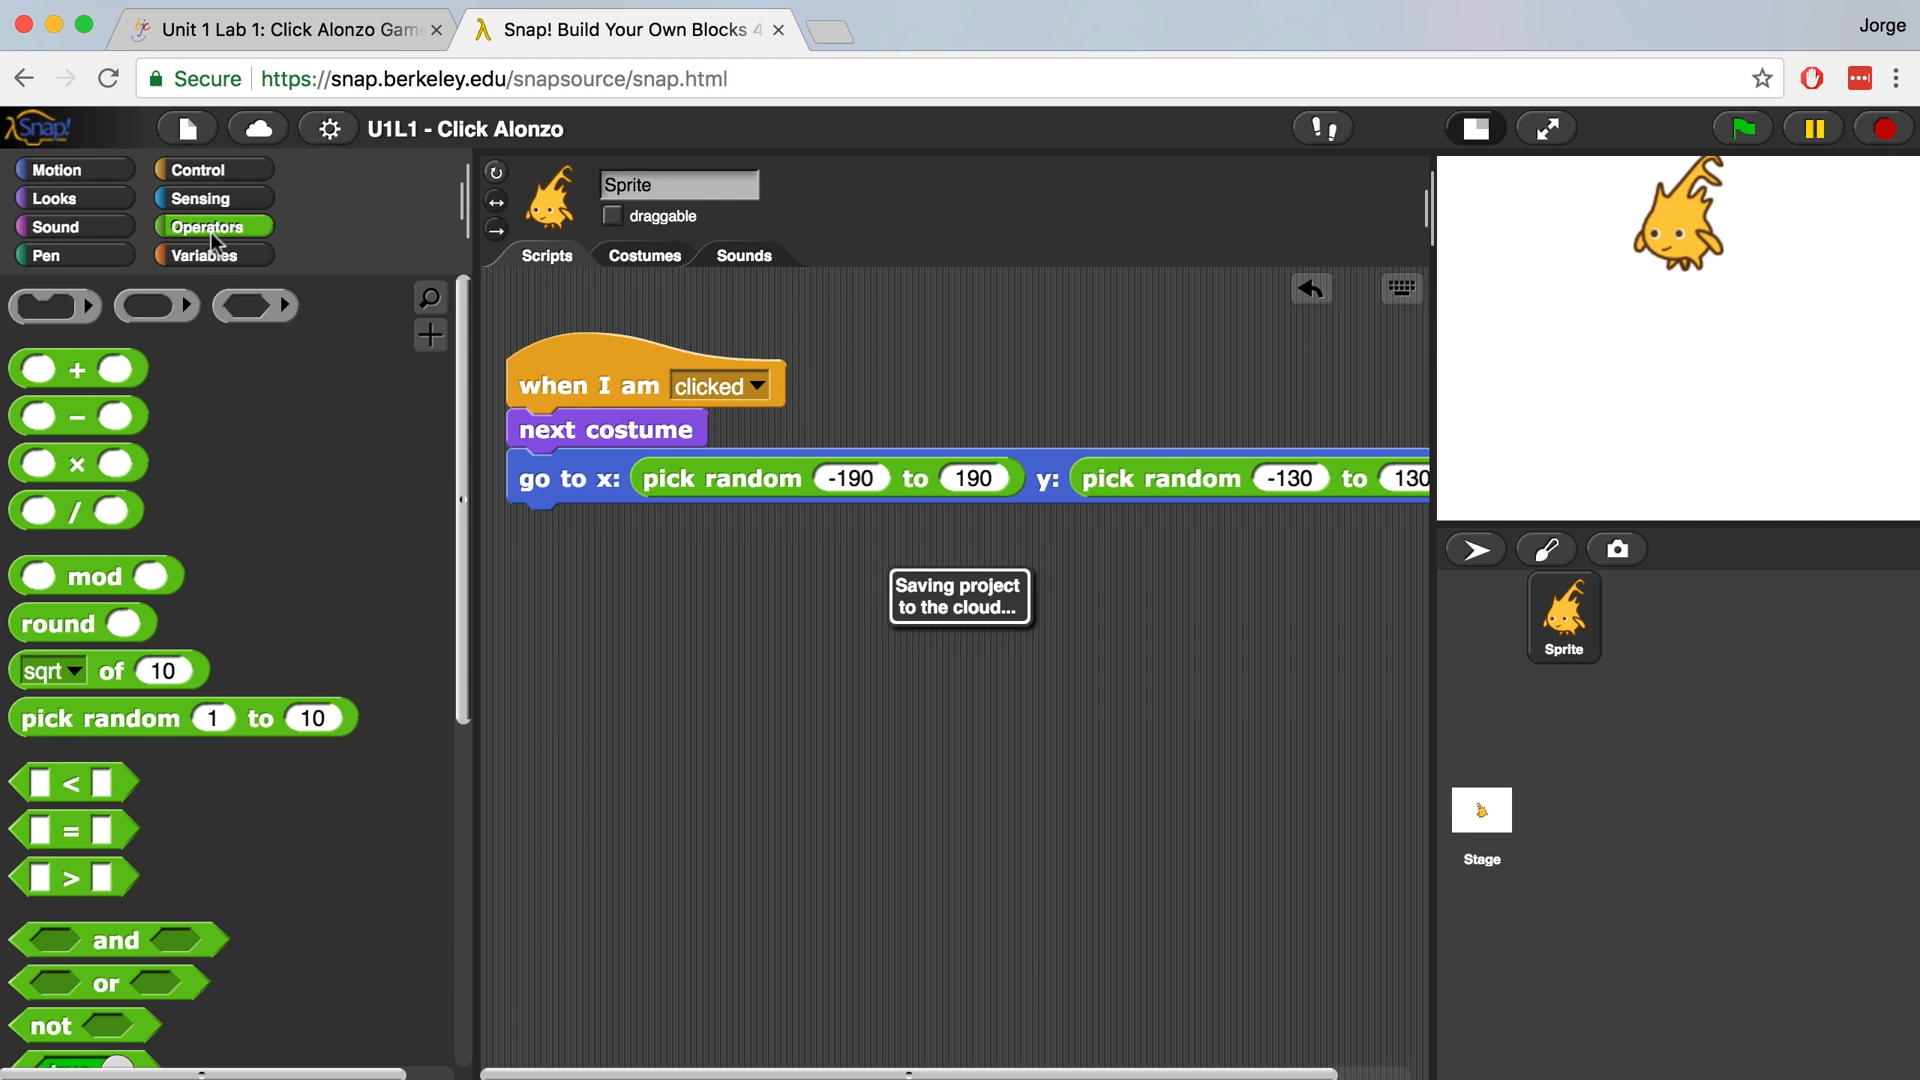 Unit 1 Lab 1: Click Alonzo Gam
Snap! Build Your Own Blocks 4
Jorge
Secure https://snap.berkeley.edu/snapsource/snap.html
Snap!
U1L1 - Click Alonzo
Motion
Control
Looks
Sensing
Sound
Operators
Pen
Variables
Sprite
draggable
Scripts
Costumes
Sounds
+
−
×
/
mod
round
sqrt of 10
pick random 1 to 10
<
=
>
and
or
not
when I am clicked
next costume
go to x: pick random -190 to 190 y: pick random -130 to 130
Saving project
to the cloud...
Sprite
Stage